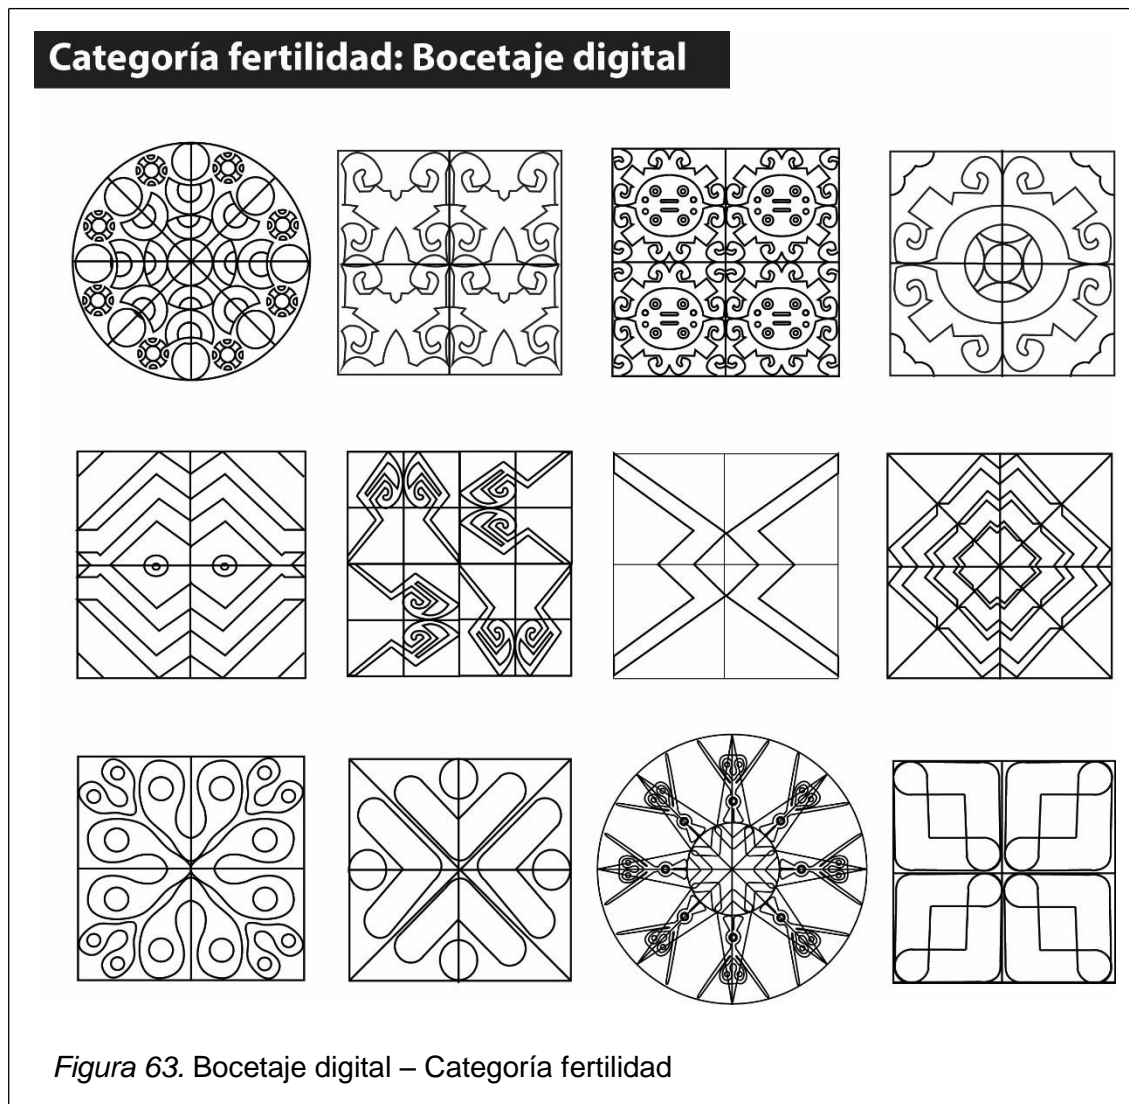 Categoría fertilidad: Bocetaje digital
Figura 63. Bocetaje digital – Categoría fertilidad